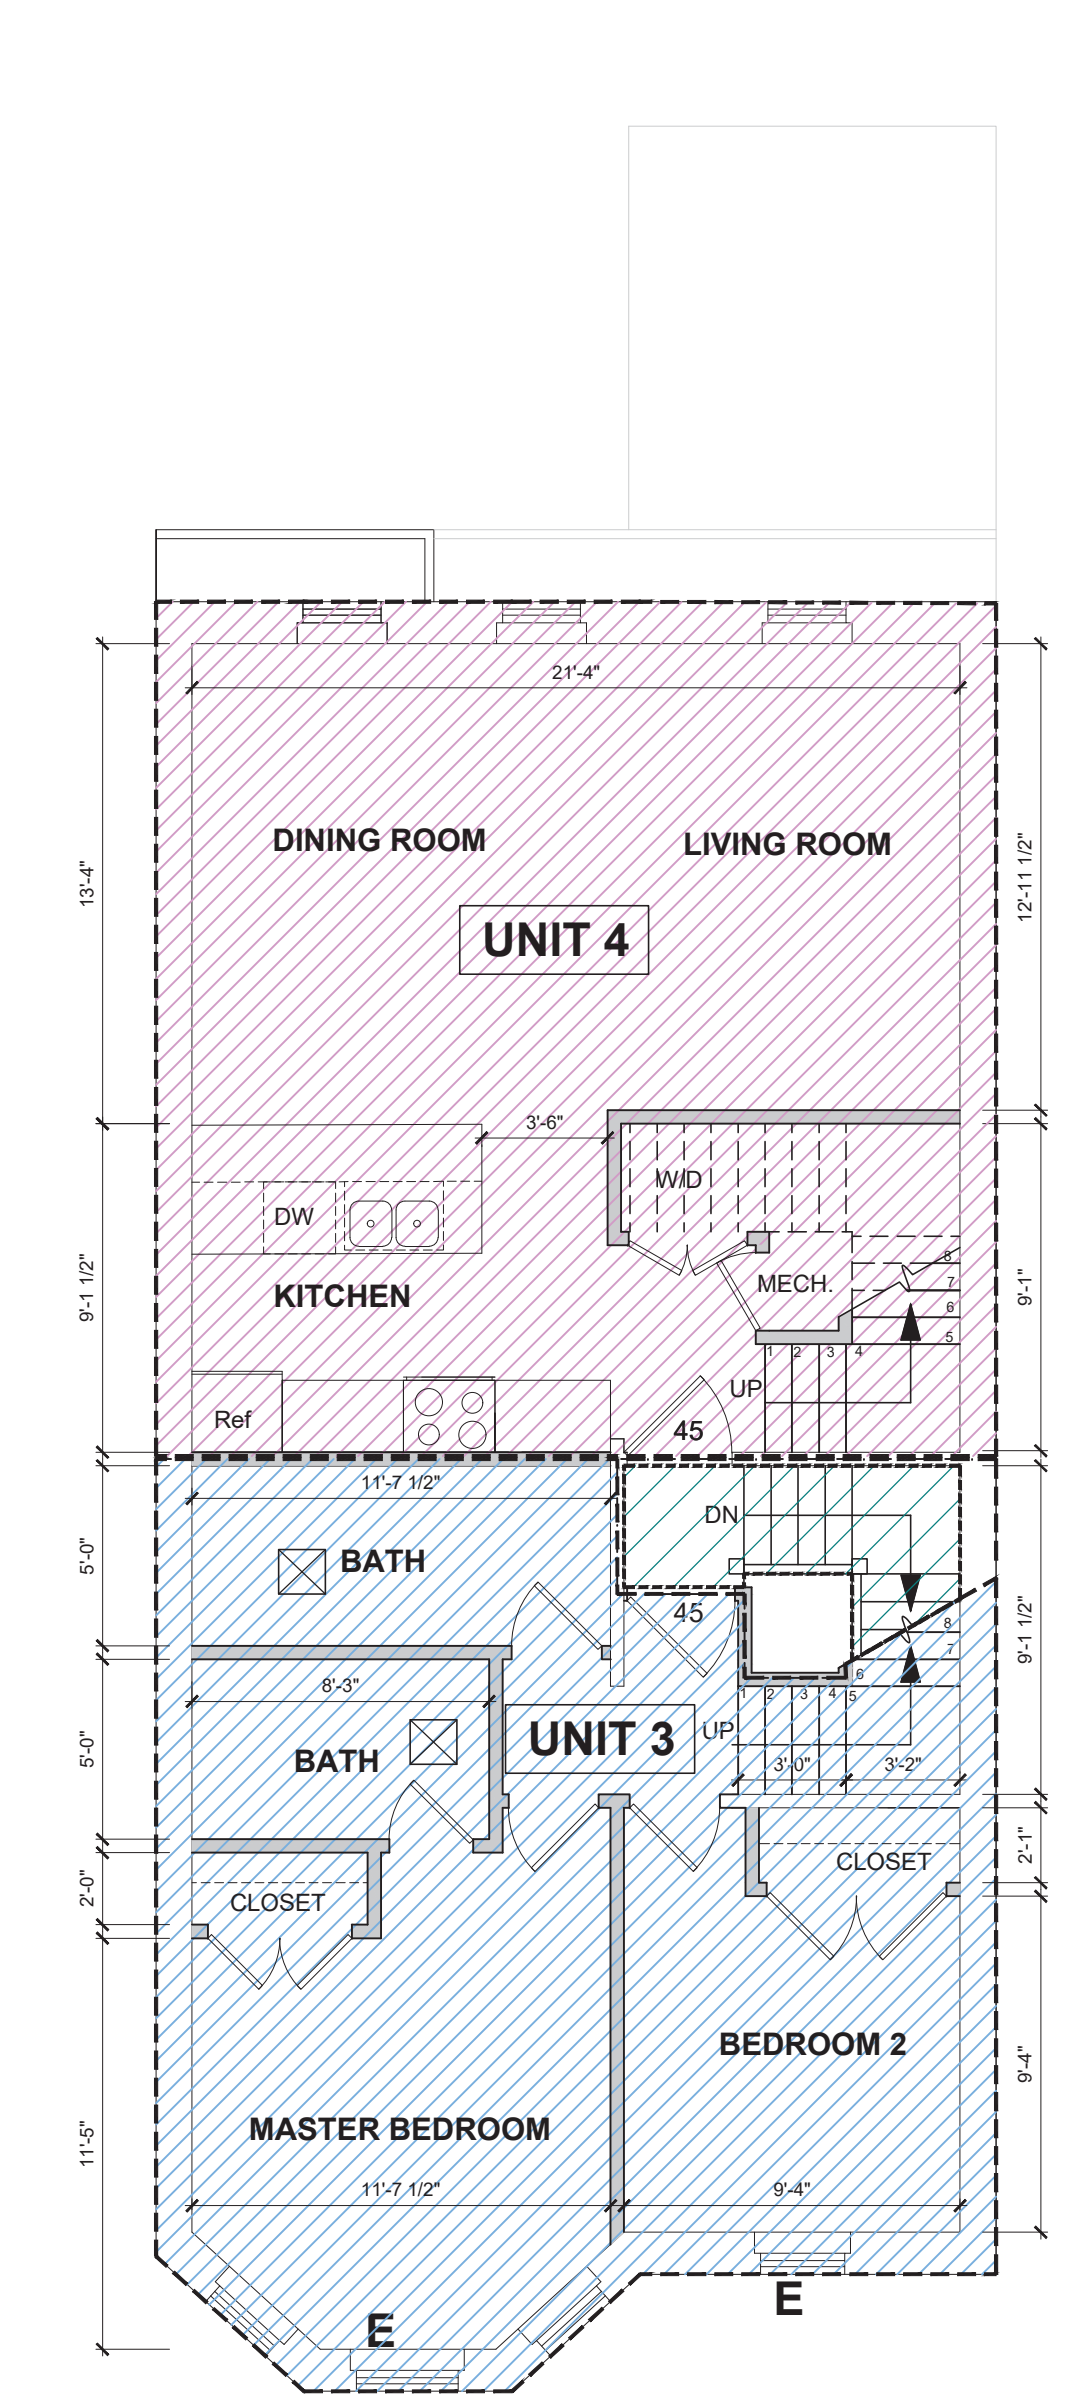 21'-4"
DINING ROOM
LIVING ROOM
13'-4"
12'-11 1/2"
UNIT 4
3'-6"
W/D
DW
MECH.
KITCHEN
9'-1 1/2"
9'-1"
8
7
6
5
1 2 3 4
UP
Ref
45
11'-7 1/2"
DN
5'-0"
BATH
45
9'-1 1/2"
8
7
6
8'-3"
1 2 3 4 5
UNIT 3
UP
5'-0"
BATH
3'-0"
3'-2"
2'-1"
CLOSET
2'-0"
CLOSET
BEDROOM 2
9'-4"
MASTER BEDROOM
11'-5"
11'-7 1/2"
9'-4"
E
E